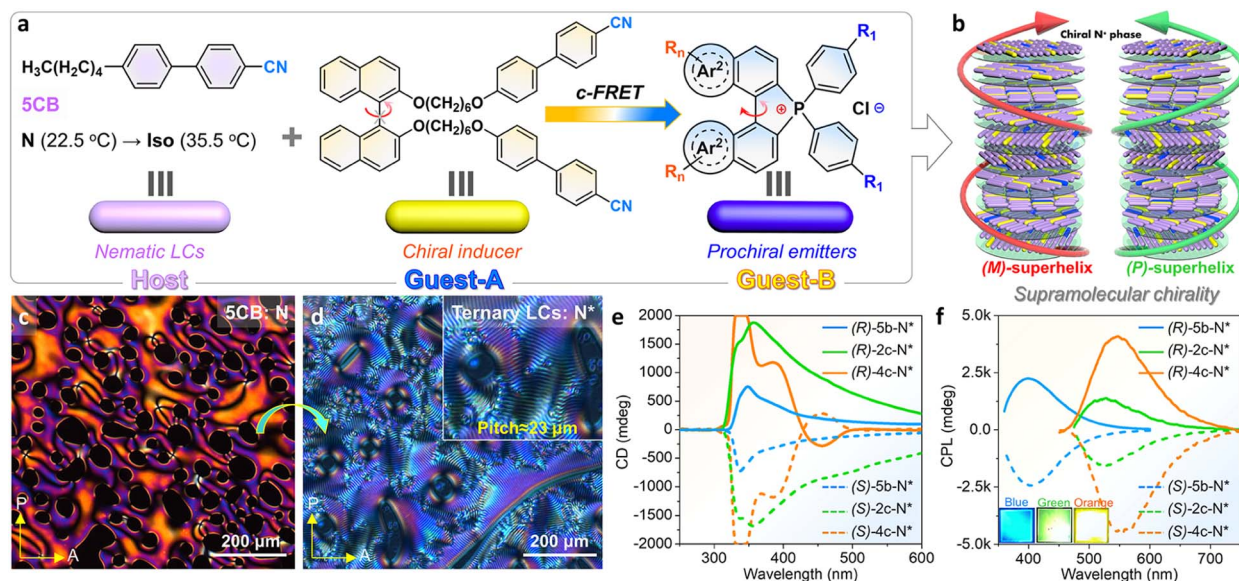 a
H₃C(H₂C)₄
CN
5CB
N (22.5 °C) → Iso (35.5 °C)
+
CN
O(CH₂)₆O
O(CH₂)₆O
CN
c-FRET
R₁
Rn
Ar²
P
⊕
Cl ⊖
Ar²
Rn
R₁
Nematic LCs
Chiral inducer
Prochiral emitters
Host
Guest-A
Guest-B
b
Chiral N* phase
(M)-superhelix
(P)-superhelix
Supramolecular chirality
c
5CB: N
P
A
200 μm
d
Ternary LCs: N*
Pitch≈23 μm
P
A
200 μm
e
2000
1500
1000
500
0
-500
-1000
-1500
-2000
CD (mdeg)
(R)-5b-N*
(R)-2c-N*
(R)-4c-N*
(S)-5b-N*
(S)-2c-N*
(S)-4c-N*
300 400 500 600
Wavelength (nm)
f
5.0k
2.5k
0.0
-2.5k
-5.0k
CPL (mdeg)
(R)-5b-N*
(R)-2c-N*
(R)-4c-N*
Blue
Green
Orange
(S)-5b-N*
(S)-2c-N*
(S)-4c-N*
400 500 600 700
Wavelength (nm)